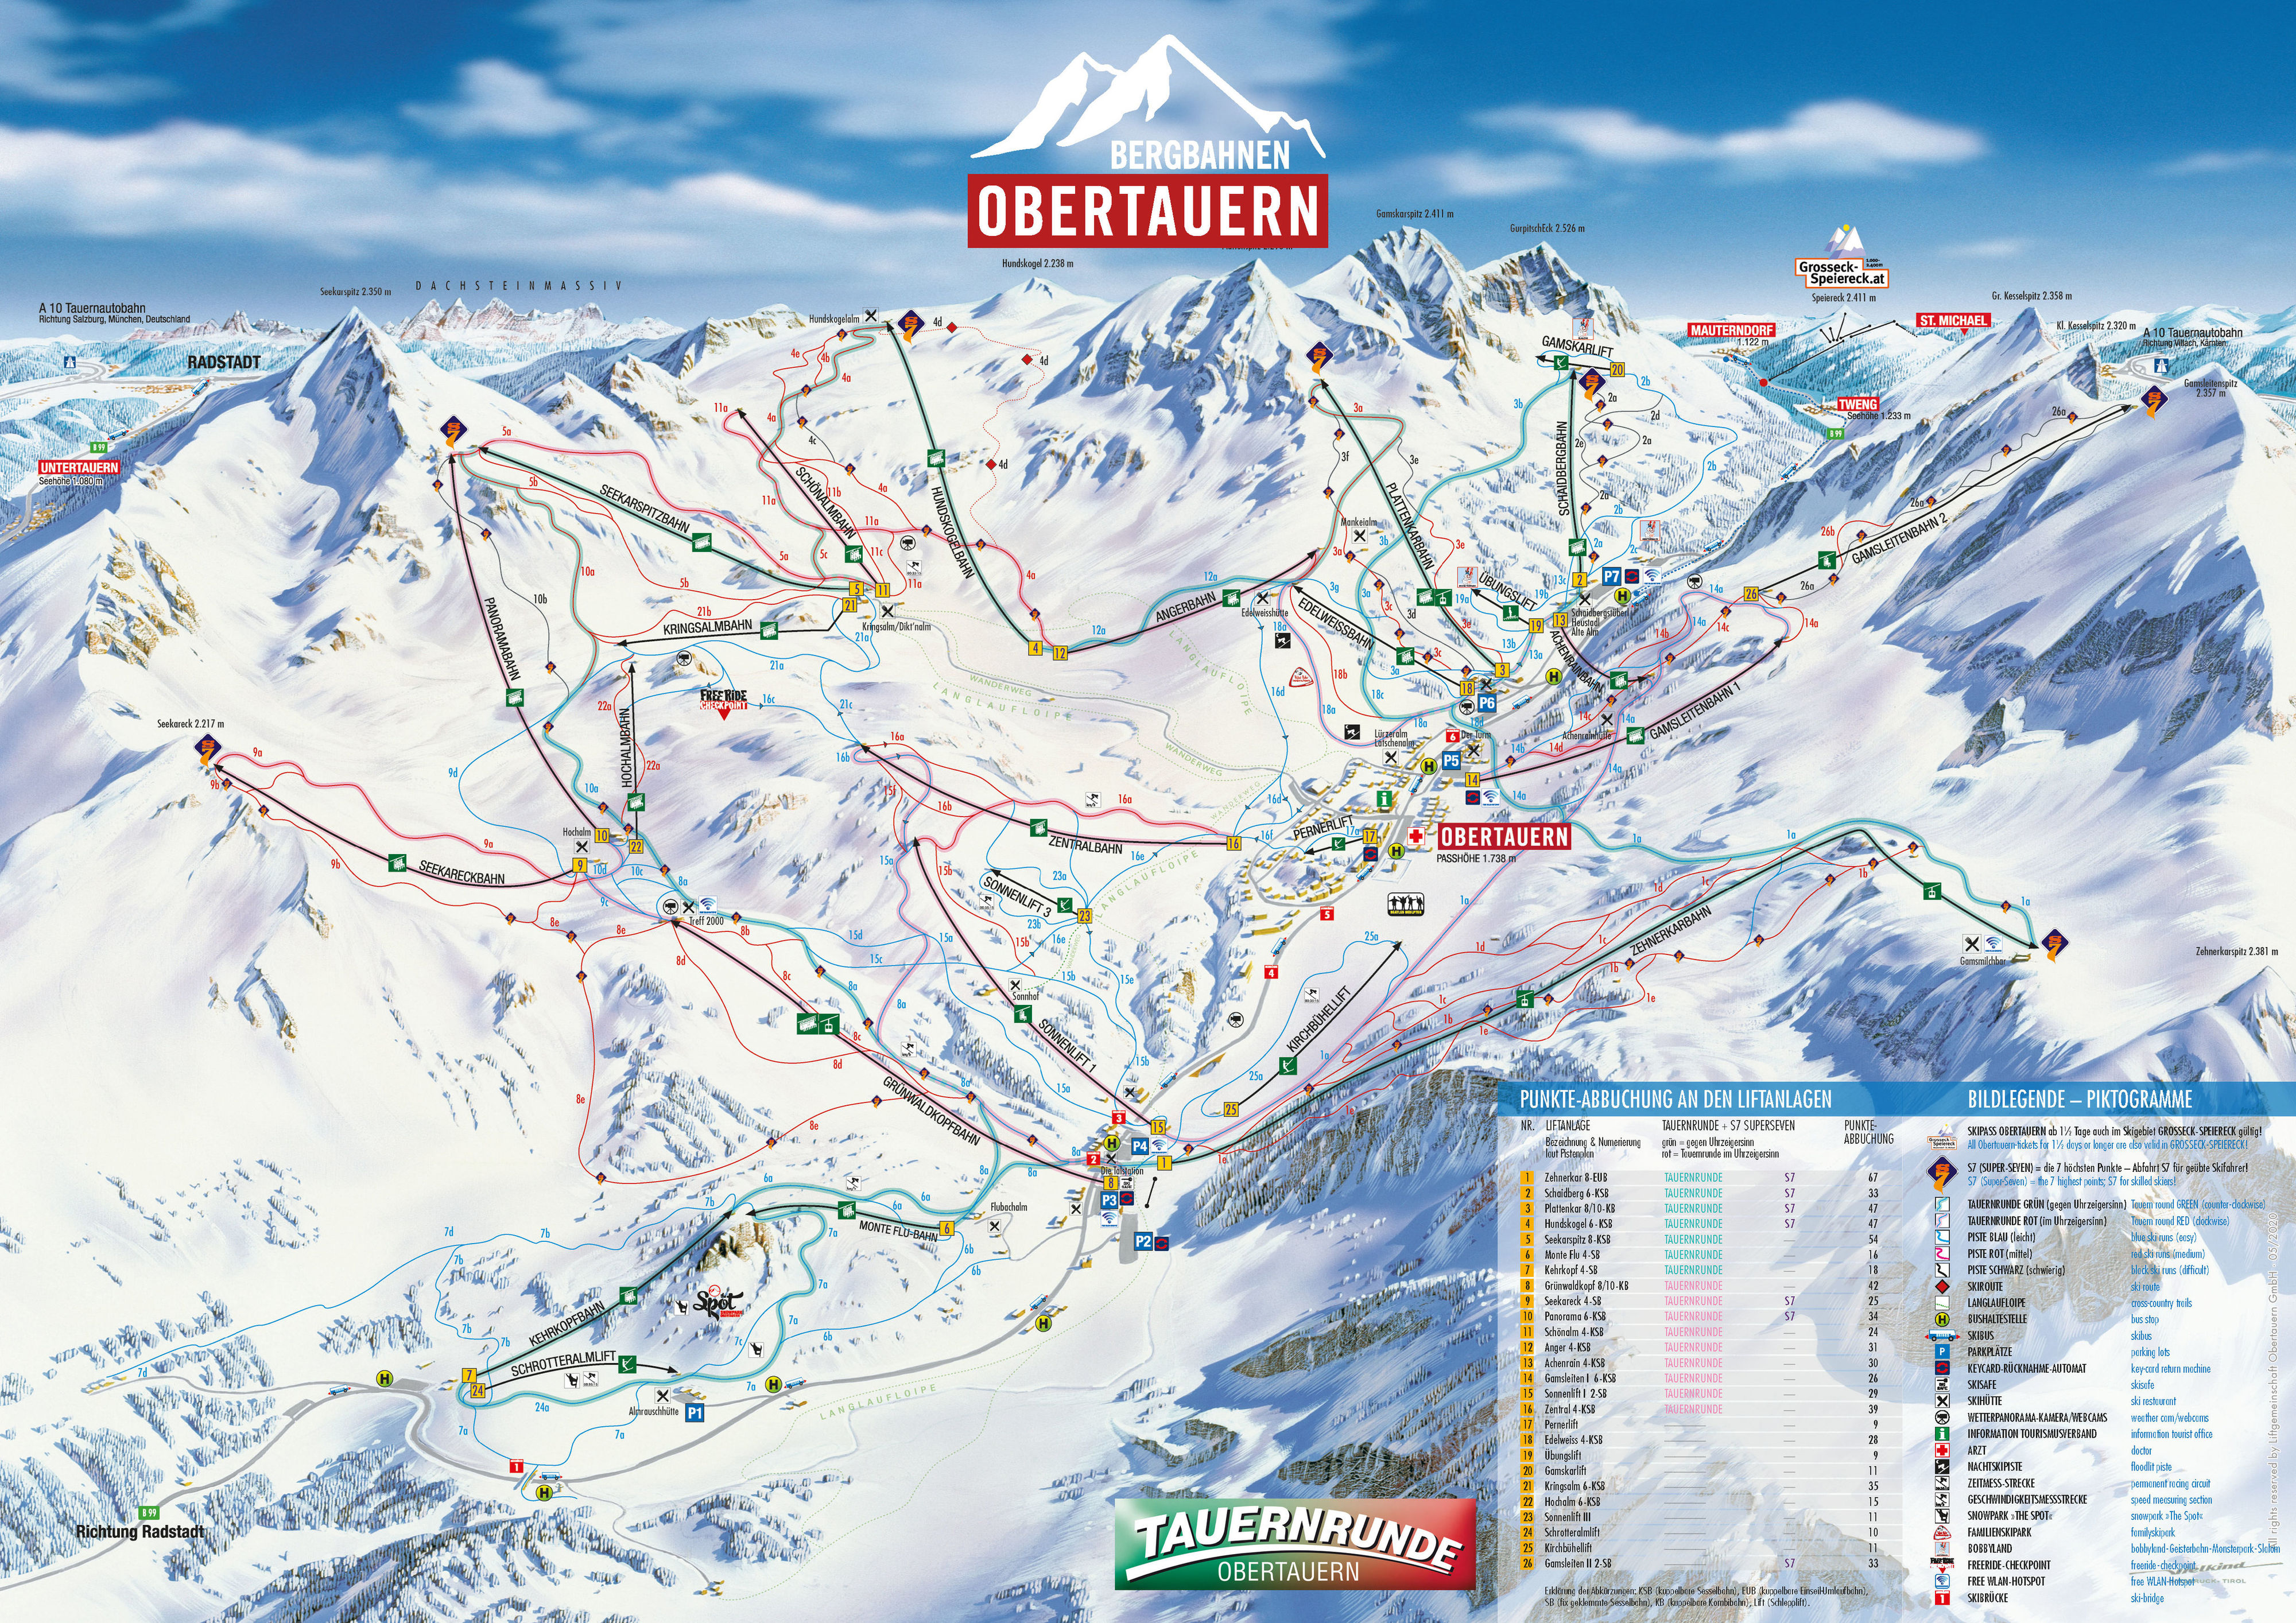 BERGBAHNEN
OBERTAUERN
Gamskarspitz 2.411 m
GurpitschEck 2.526 m
Hundskogel 2.238 m
Grosseck-
Speiereck.at
Speiereck 2.411 m
Gr. Kesselspitz 2.358 m
Seekarspitz 2.350 m
DACHSTEINMASSIV
A 10 Tauernautobahn
Richtung Salzburg, München, Deutschland
RADSTADT
Hundskogelalm
MAUTERNDORF
1.122 m
ST. MICHAEL
Kl. Kesselspitz 2.320 m
A 10 Tauernautobahn
Richtung Villach, Kärnten
Gamsleitenspitz
2.357 m
TWENG
Seehöhe 1.233 m
B 99
B 99
UNTERTAUERN
Seehöhe 1.080 m
GAMSKARLIFT
20
SEEKARSPITZBAHN
SCHÖNALMBAHN
HUNDSKOGELBAHN
PLATTENKARBAHN
SCHAIDBERGBAHN
GAMSLEITENBAHN 2
Mankeialm
PANORAMABAHN
KRINGSALMBAHN
Kringsalm/Dikt'nalm
ANGERBAHN
Edelweisshütte
EDELWEISSBAHN
ÜBUNGSLIFT
ACHENRAINBAHN
GAMSLEITENBAHN 1
Achenrainhütte
P7
P6
P5
Der Turm
Lürzeralm
Latschenalm
WANDERWEG
LANGLAUFLOIPE
LANGLAUFLOIPE
WANDERWEG
FREERIDE
CHECKPOINT
HOCHALMBAHN
Seekareck 2.217 m
SEEKARECKBAHN
Hochalm
Treff 2000
ZENTRALBAHN
PERNERLIFT
OBERTAUERN
PASSHÖHE 1.738 m
SONNENLIFT 3
LANGLAUFLOIPE
Sonnhof
SONNENLIFT 1
KIRCHBÜHELLIFT
ZEHNERKARBAHN
Gamsmilchbar
Zehnerkarspitz 2.381 m
GRÜNWALDKOPFBAHN
P4
Die Talstation
P3
P2
Flubachalm
MONTE FLU-BAHN
KEHRKOPFBAHN
SCHROTTERALMLIFT
Spot
Almrauschhütte
P1
LANGLAUFLOIPE
B 99
Richtung Radstadt
TAUERNRUNDE
OBERTAUERN
PUNKTE-ABBUCHUNG AN DEN LIFTANLAGEN
NR. LIFTANLAGE TAUERNRUNDE + S7 SUPERSEVEN PUNKTE-
ABBUCHUNG
Bezeichnung & Numerierung grün = gegen Uhrzeigersinn
laut Pistenplan rot = Tauernrunde im Uhrzeigersinn
1 Zehnerkar 8-EUB TAUERNRUNDE S7 67
2 Schaidberg 6-KSB TAUERNRUNDE S7 33
3 Plattenkar 8/10-KB TAUERNRUNDE S7 47
4 Hundskogel 6-KSB TAUERNRUNDE S7 47
5 Seekarspitz 8-KSB TAUERNRUNDE — 54
6 Monte Flu 4-SB TAUERNRUNDE — 16
7 Kehrkopf 4-SB TAUERNRUNDE — 18
8 Grünwaldkopf 8/10-KB TAUERNRUNDE — 42
9 Seekareck 4-SB TAUERNRUNDE S7 25
10 Panorama 6-KSB TAUERNRUNDE S7 34
11 Schönalm 4-KSB TAUERNRUNDE — 24
12 Anger 4-KSB TAUERNRUNDE — 31
13 Achenrain 4-KSB TAUERNRUNDE — 30
14 Gamsleiten I 6-KSB TAUERNRUNDE — 26
15 Sonnenlift I 2-SB TAUERNRUNDE — 29
16 Zentral 4-KSB TAUERNRUNDE — 39
17 Pernerlift — — 9
18 Edelweiss 4-KSB — — 28
19 Übungslift — — 9
20 Gamskarlift — — 11
21 Kringsalm 6-KSB — — 35
22 Hochalm 6-KSB — — 15
23 Sonnenlift III — — 11
24 Schrotteralmlift — — 10
25 Kirchbühellift — — 11
26 Gamsleiten II 2-SB S7 33
Erklärung der Abkürzungen: KSB (kuppelbare Sesselbahn), EUB (kuppelbare Einseil-Umlaufbahn),
SB (fix geklemmte Sesselbahn), KB (kuppelbare Kombibahn), Lift (Schlepplift).
BILDLEGENDE – PIKTOGRAMME
SKIPASS OBERTAUERN ab 1½ Tage auch im Skigebiet GROSSECK-SPEIERECK gültig!
All Obertauern-tickets for 1½ days or longer are also valid in GROSSECK-SPEIERECK!
S7 (SUPER-SEVEN) = die 7 höchsten Punkte – Abfahrt S7 für geübte Skifahrer!
S7 (Super-Seven) = the 7 highest points; S7 for skilled skiers!
TAUERNRUNDE GRÜN (gegen Uhrzeigersinn) Tauern round GREEN (counter-clockwise)
TAUERNRUNDE ROT (im Uhrzeigersinn) Tauern round RED (clockwise)
PISTE BLAU (leicht) blue ski runs (easy)
PISTE ROT (mittel) red ski runs (medium)
PISTE SCHWARZ (schwierig) black ski runs (difficult)
SKIROUTE ski route
LANGLAUFLOIPE cross-country trails
BUSHALTESTELLE bus stop
SKIBUS skibus
PARKPLÄTZE parking lots
KEYCARD-RÜCKNAHME-AUTOMAT key-card return machine
SKISAFE skisafe
SKIHÜTTE ski restaurant
WETTERPANORAMA-KAMERA/WEBCAMS weather cam/webcams
INFORMATION TOURISMUSVERBAND information tourist office
ARZT doctor
NACHTSKIPISTE floodlit piste
ZEITMESS-STRECKE permanent racing circuit
GESCHWINDIGKEITSMESSSTRECKE speed measuring section
SNOWPARK »THE SPOT« snowpark »The Spot«
FAMILIENSKIPARK familyskipark
BOBBYLAND bobbyland-Geisterbahn-Monsterpark-Slalom
FREERIDE-CHECKPOINT freeride-checkpoint
FREE WLAN-HOTSPOT free WLAN-Hotspot
SKIBRÜCKE ski-bridge
All rights reserved by Liftgemeinschaft Obertauern GmbH - 05/2020